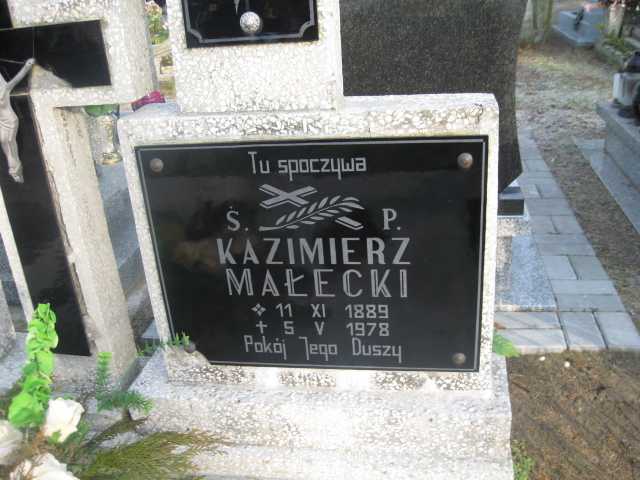 Tu spoczywa
Ś. P.
KAZIMIERZ
MAŁECKI
11 XI 1889
✝ 5 V 1978
Pokój Jego Duszy